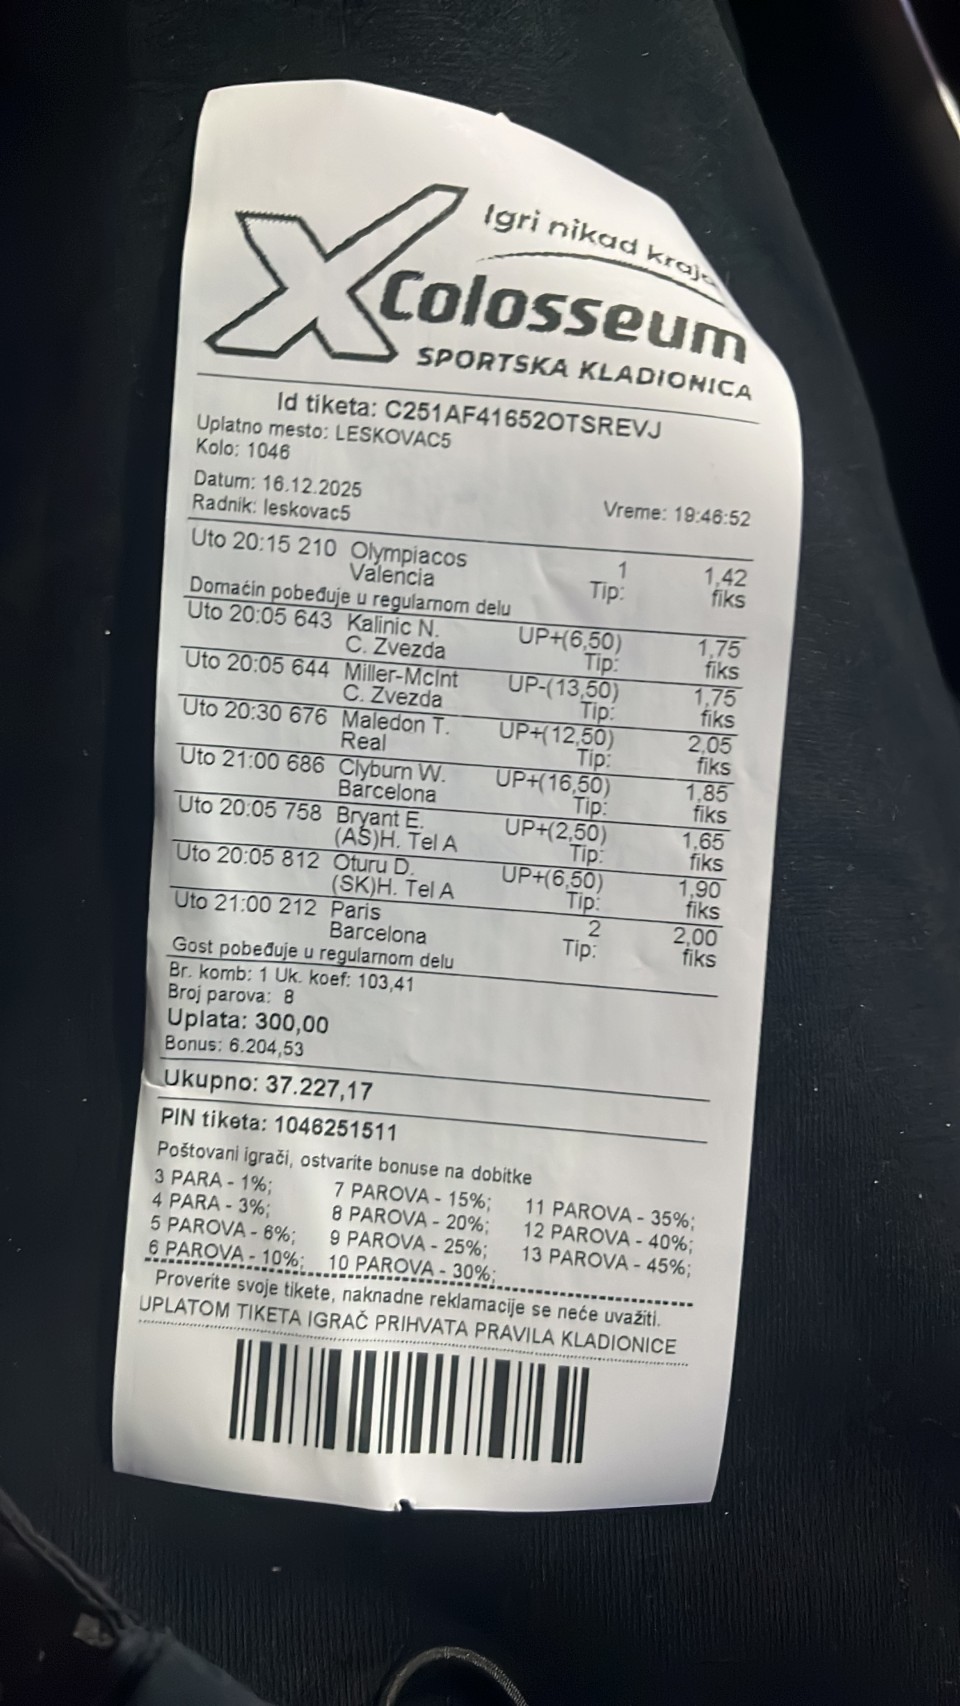 Igri nikad kraja
Colosseum
SPORTSKA KLADIONICA
Id tiketa: C251AF41652OTSREVJ
Uplatno mesto: LESKOVAC5
Kolo: 1046
Datum: 16.12.2025 Vreme: 19:46:52
Radnik: leskovac5
Uto 20:15 210 Olympiacos 1 1,42
Valencia Tip: fiks
Domaćin pobeđuje u regularnom delu
Uto 20:05 643 Kalinic N. UP+(6,50) 1,75
C. Zvezda Tip: fiks
Uto 20:05 644 Miller-McInt UP-(13,50) 1,75
C. Zvezda Tip: fiks
Uto 20:30 676 Maledon T. UP+(12,50) 2,05
Real Tip: fiks
Uto 21:00 686 Clyburn W. UP+(16,50) 1,85
Barcelona Tip: fiks
Uto 20:05 758 Bryant E. UP+(2,50) 1,65
(AS)H. Tel A Tip: fiks
Uto 20:05 812 Oturu D. UP+(6,50) 1,90
(SK)H. Tel A Tip: fiks
Uto 21:00 212 Paris 2 2,00
Barcelona Tip: fiks
Gost pobeđuje u regularnom delu
Br. komb: 1 Uk. koef: 103,41
Broj parova: 8
Uplata: 300,00
Bonus: 6.204,53
Ukupno: 37.227,17
PIN tiketa: 1046251511
Poštovani igrači, ostvarite bonuse na dobitke
3 PARA - 1%; 7 PAROVA - 15%; 11 PAROVA - 35%;
4 PARA - 3%; 8 PAROVA - 20%; 12 PAROVA - 40%;
5 PAROVA - 6%; 9 PAROVA - 25%; 13 PAROVA - 45%;
6 PAROVA - 10%; 10 PAROVA - 30%;
Proverite svoje tikete, naknadne reklamacije se neće uvažiti.
UPLATOM TIKETA IGRAČ PRIHVATA PRAVILA KLADIONICE